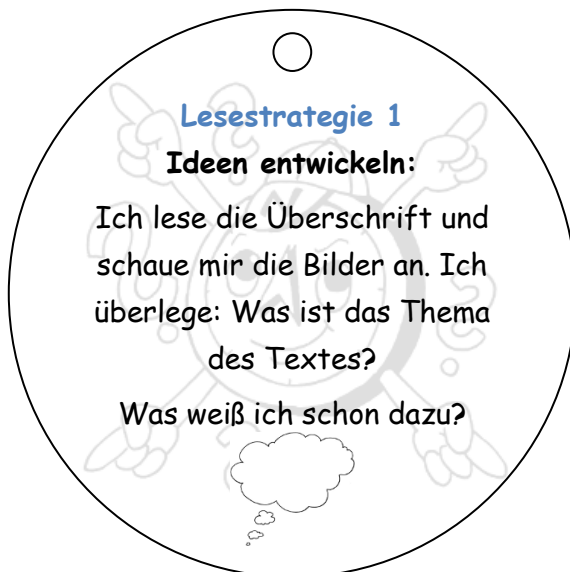 Lesestrategie 1
Ideen entwickeln:
Ich lese die Überschrift und
schaue mir die Bilder an. Ich
überlege: Was ist das Thema
des Textes?
Was weiß ich schon dazu?